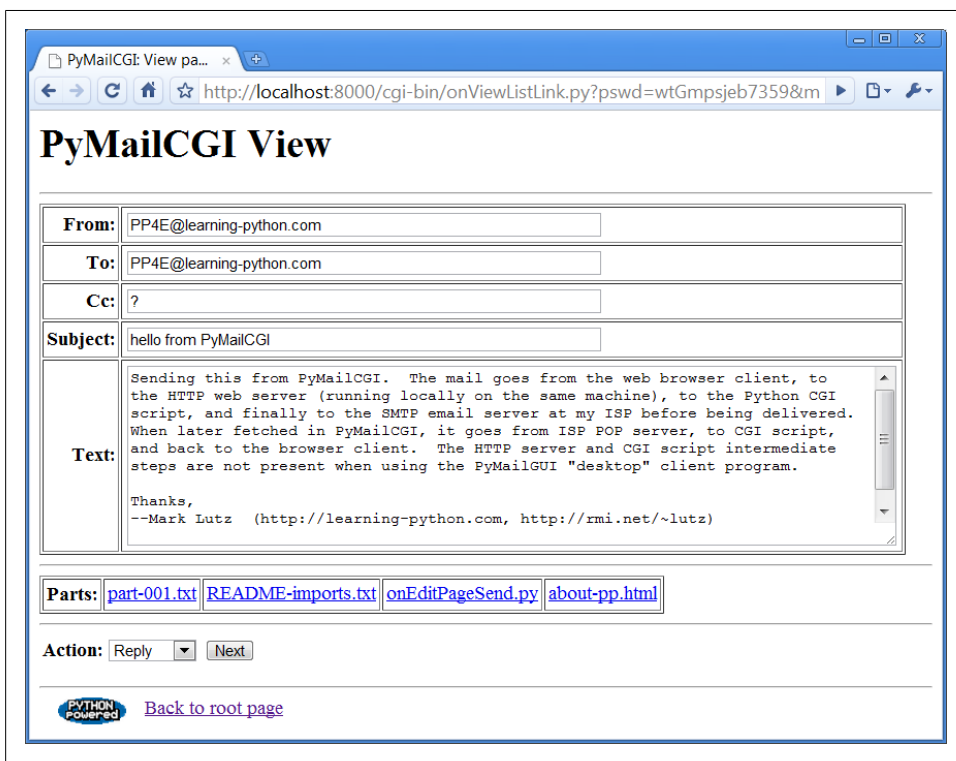 PyMailCGI: View pa...
http://localhost:8000/cgi-bin/onViewListLink.py?pswd=wtGmpsjeb7359&m
PyMailCGI View
From: PP4E@learning-python.com
To: PP4E@learning-python.com
Cc: ?
Subject: hello from PyMailCGI
Text:
Sending this from PyMailCGI.  The mail goes from the web browser client, to
the HTTP web server (running locally on the same machine), to the Python CGI
script, and finally to the SMTP email server at my ISP before being delivered.
When later fetched in PyMailCGI, it goes from ISP POP server, to CGI script,
and back to the browser client.  The HTTP server and CGI script intermediate
steps are not present when using the PyMailGUI "desktop" client program.
Thanks,
--Mark Lutz  (http://learning-python.com, http://rmi.net/~lutz)
Parts: part-001.txt README-imports.txt onEditPageSend.py about-pp.html
Action: Reply Next
PYTHON Powered Back to root page